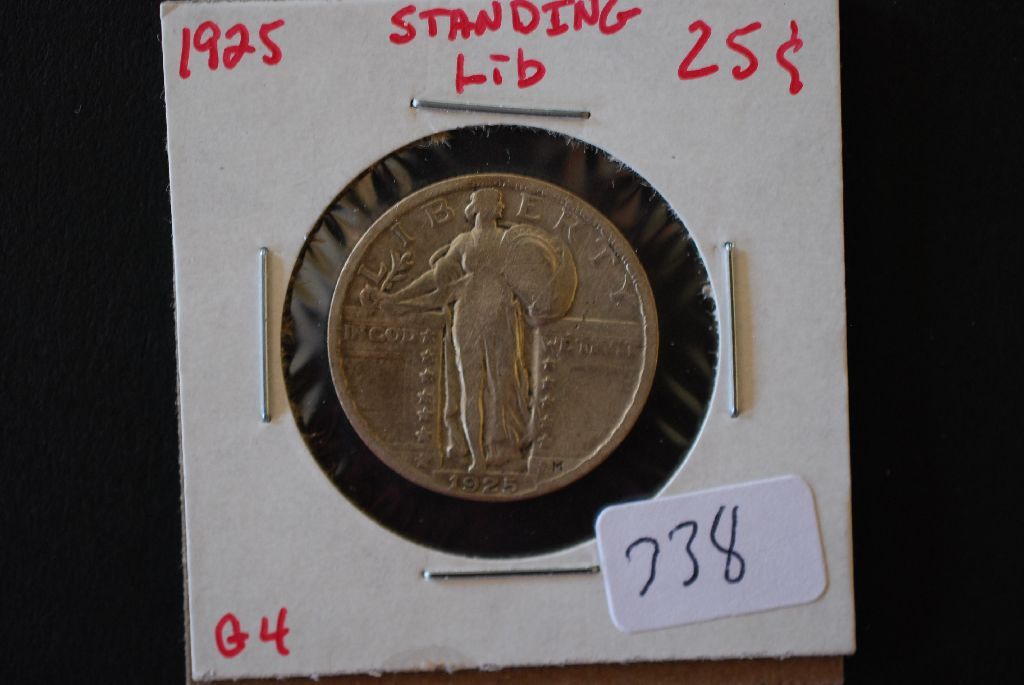 1925 STANDING 25¢
Lib
LIBERTY
IN GOD WE TRUST
M
1925
738
G4